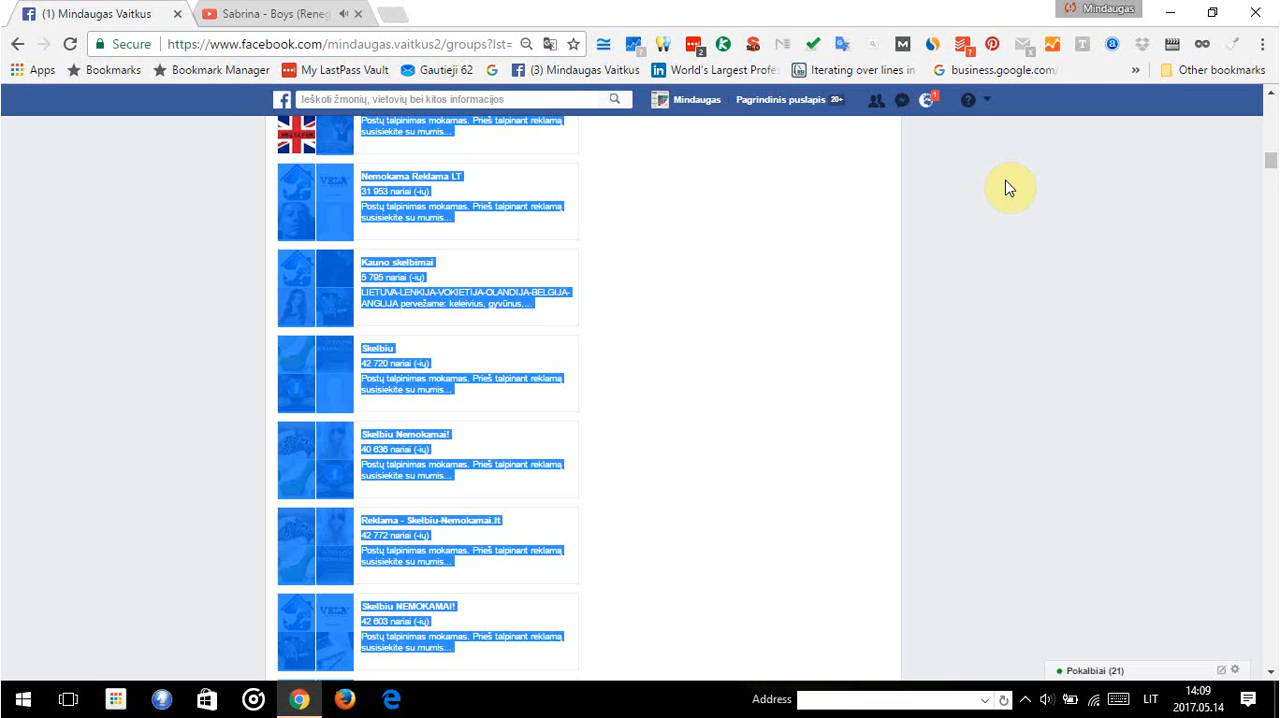 (1) Mindaugas Vaitkus
Sabrina - Boys (Reneg
Mindaugas
Secure
https://www.facebook.com/mindaugas.vaitkus2/groups?lst=
Apps
Bookmarks
Bookmark Manager
My LastPass Vault
Gautieji 62
(3) Mindaugas Vaitkus
World's Largest Profe
Iterating over lines in
business.google.com/
»
Other bookmarks
Ieškoti žmonių, vietovių bei kitos informacijos
Mindaugas
Pagrindinis puslapis 20+
1
Postų talpinimas mokamas. Prieš talpinant reklamą
susisiekite su mumis...
Nemokama Reklama LT
31 953 nariai (-ių)
Postų talpinimas mokamas. Prieš talpinant reklamą
susisiekite su mumis...
Kauno skelbimai
5 795 nariai (-ių)
LIETUVA-LENKIJA-VOKIETIJA-OLANDIJA-BELGIJA-
ANGLIJA pervežame: keleivius, gyvūnus,...
Skelbiu
42 720 nariai (-ių)
Postų talpinimas mokamas. Prieš talpinant reklamą
susisiekite su mumis...
Skelbiu Nemokamai!
40 636 nariai (-ių)
Postų talpinimas mokamas. Prieš talpinant reklamą
susisiekite su mumis...
Reklama - Skelbiu-Nemokamai.lt
42 772 nariai (-ių)
Postų talpinimas mokamas. Prieš talpinant reklamą
susisiekite su mumis...
Skelbiu NEMOKAMAI!
42 603 nariai (-ių)
Postų talpinimas mokamas. Prieš talpinant reklamą
susisiekite su mumis...
Pokalbiai (21)
Address
LIT
14:09
2017.05.14